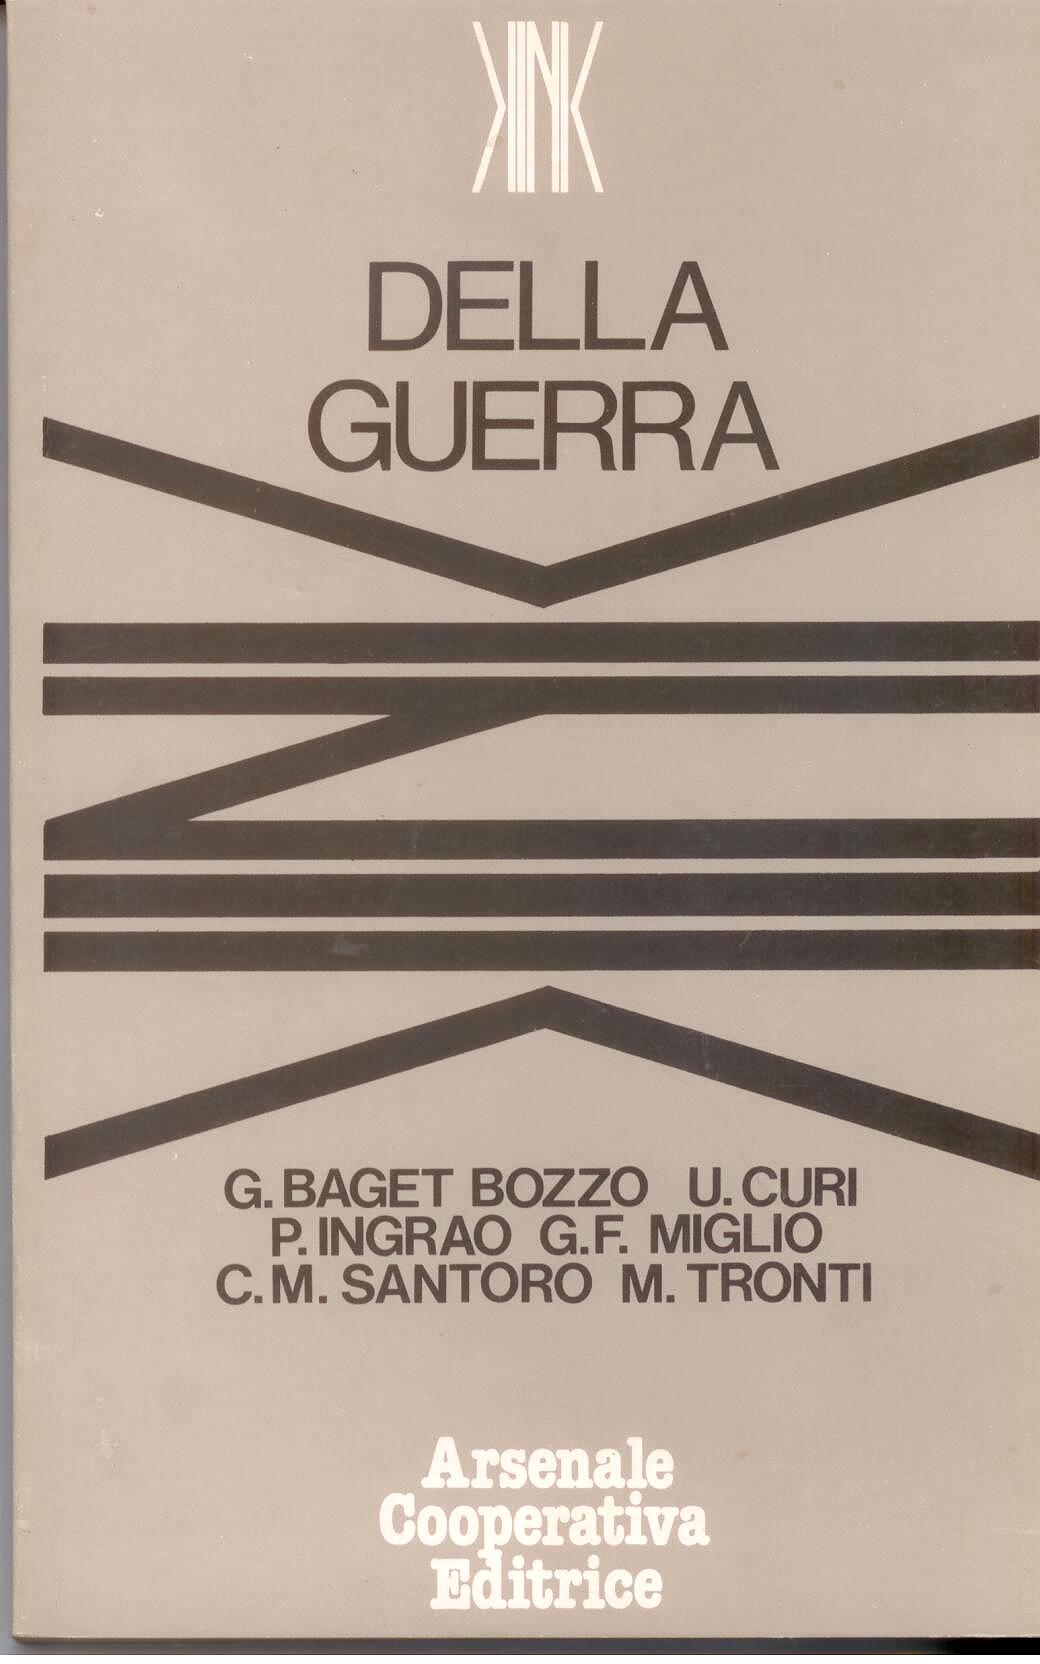 DELLA
GUERRA
G. BAGET BOZZO U. CURI
P. INGRAO G.F. MIGLIO
C.M. SANTORO M. TRONTI
Arsenale
Cooperativa
Editrice